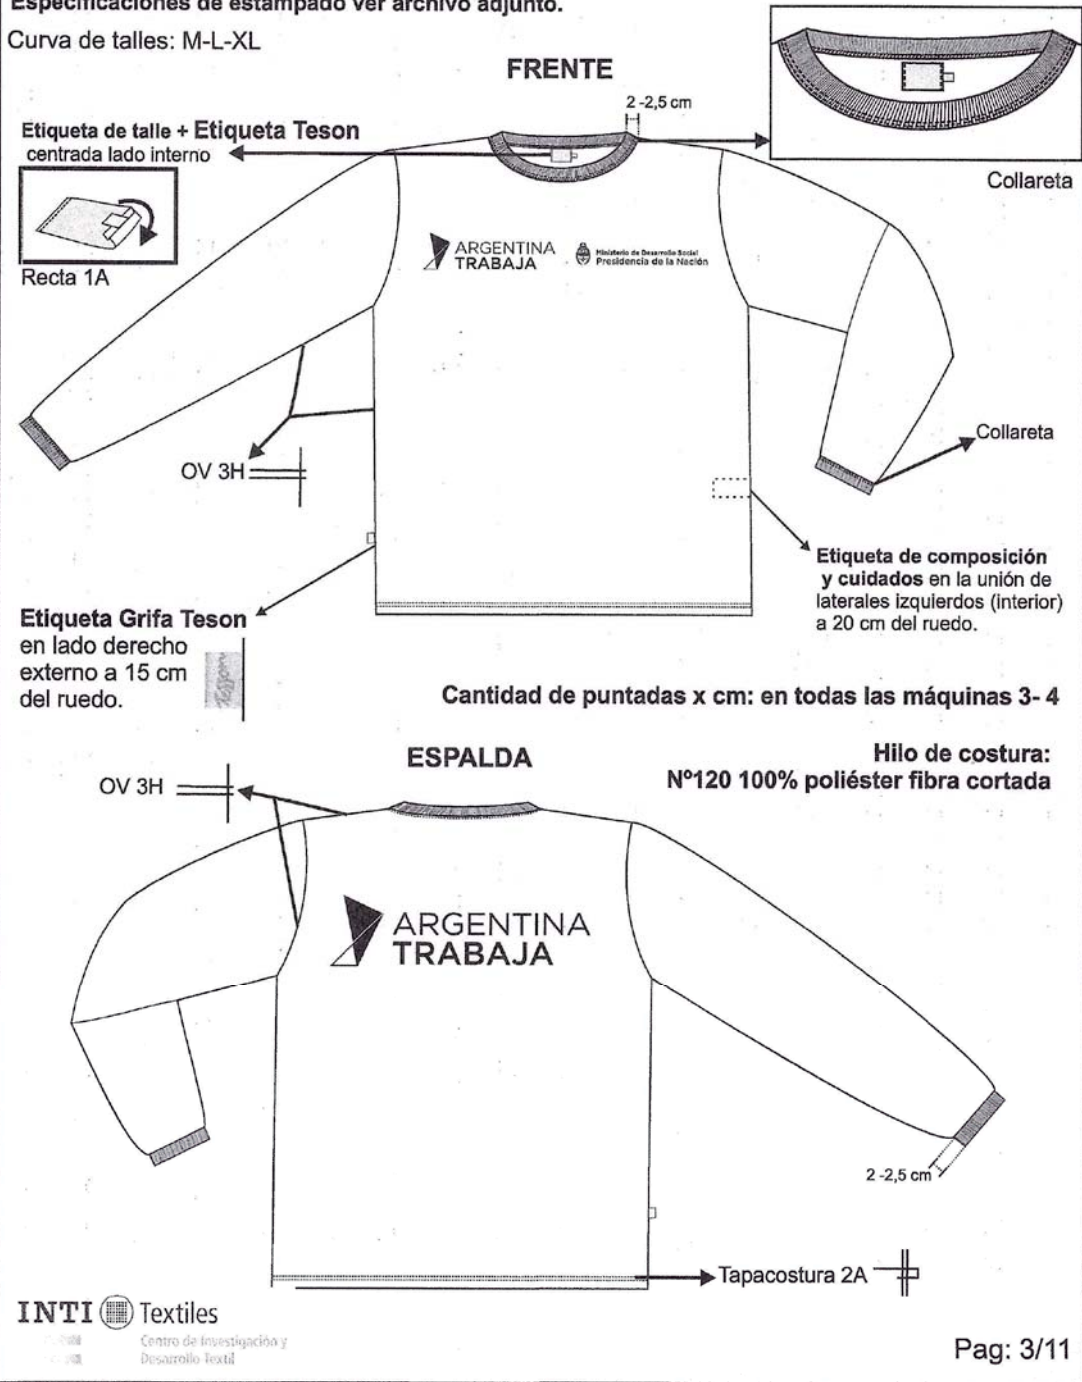 Especificaciones de estampado ver archivo adjunto.
Curva de talles: M-L-XL
FRENTE
2 -2,5 cm
Etiqueta de talle + Etiqueta Teson
centrada lado interno
Collareta
Recta 1A
ARGENTINA
TRABAJA
Ministerio de Desarrollo Social
Presidencia de la Nación
Collareta
OV 3H
Etiqueta de composición
y cuidados en la unión de
laterales izquierdos (interior)
a 20 cm del ruedo.
Etiqueta Grifa Teson
en lado derecho
externo a 15 cm
del ruedo.
Cantidad de puntadas x cm: en todas las máquinas 3- 4
ESPALDA
Hilo de costura:
Nº120 100% poliéster fibra cortada
OV 3H
ARGENTINA
TRABAJA
2 -2,5 cm
Tapacostura 2A
INTI Textiles
Centro de Investigación y
Desarrollo Textil
Pag: 3/11